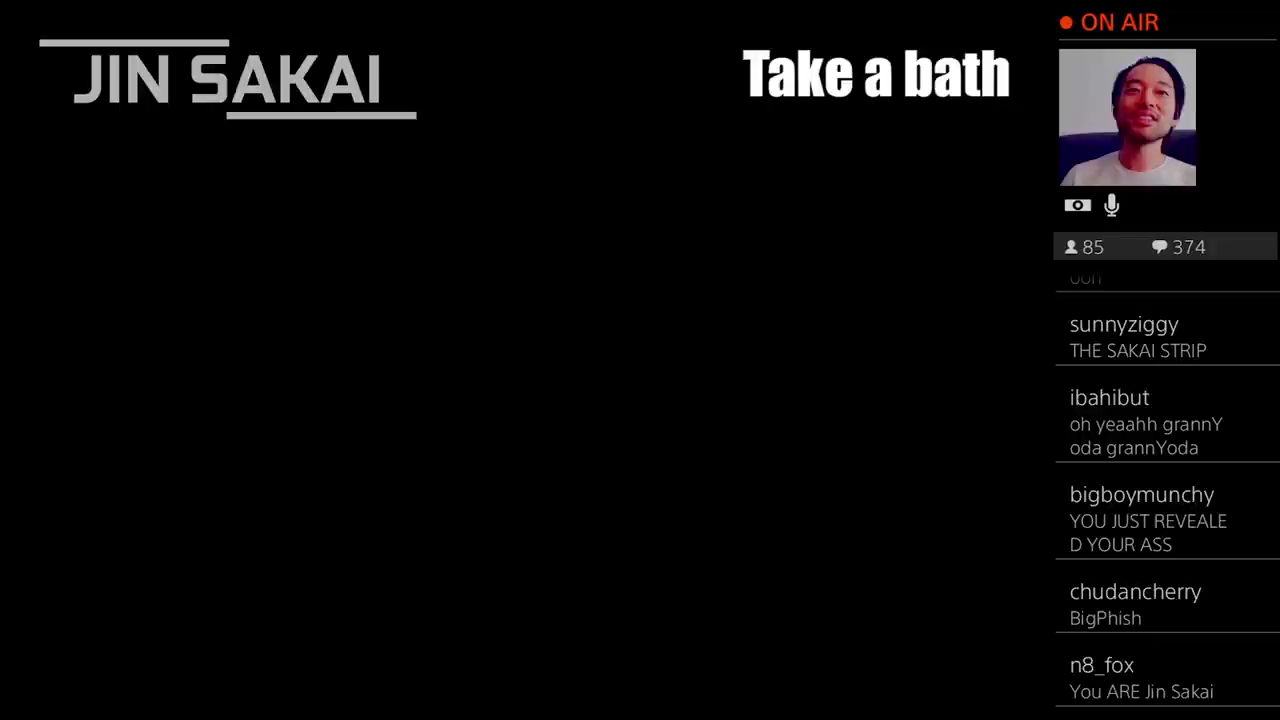 JIN SAKAI
Take a bath
ON AIR
85
374
sunnyziggy
THE SAKAI STRIP
ibahibut
oh yeaahh grannY
oda grannYoda
bigboymunchy
YOU JUST REVEALE
D YOUR ASS
chudancherry
BigPhish
n8_fox
You ARE Jin Sakai